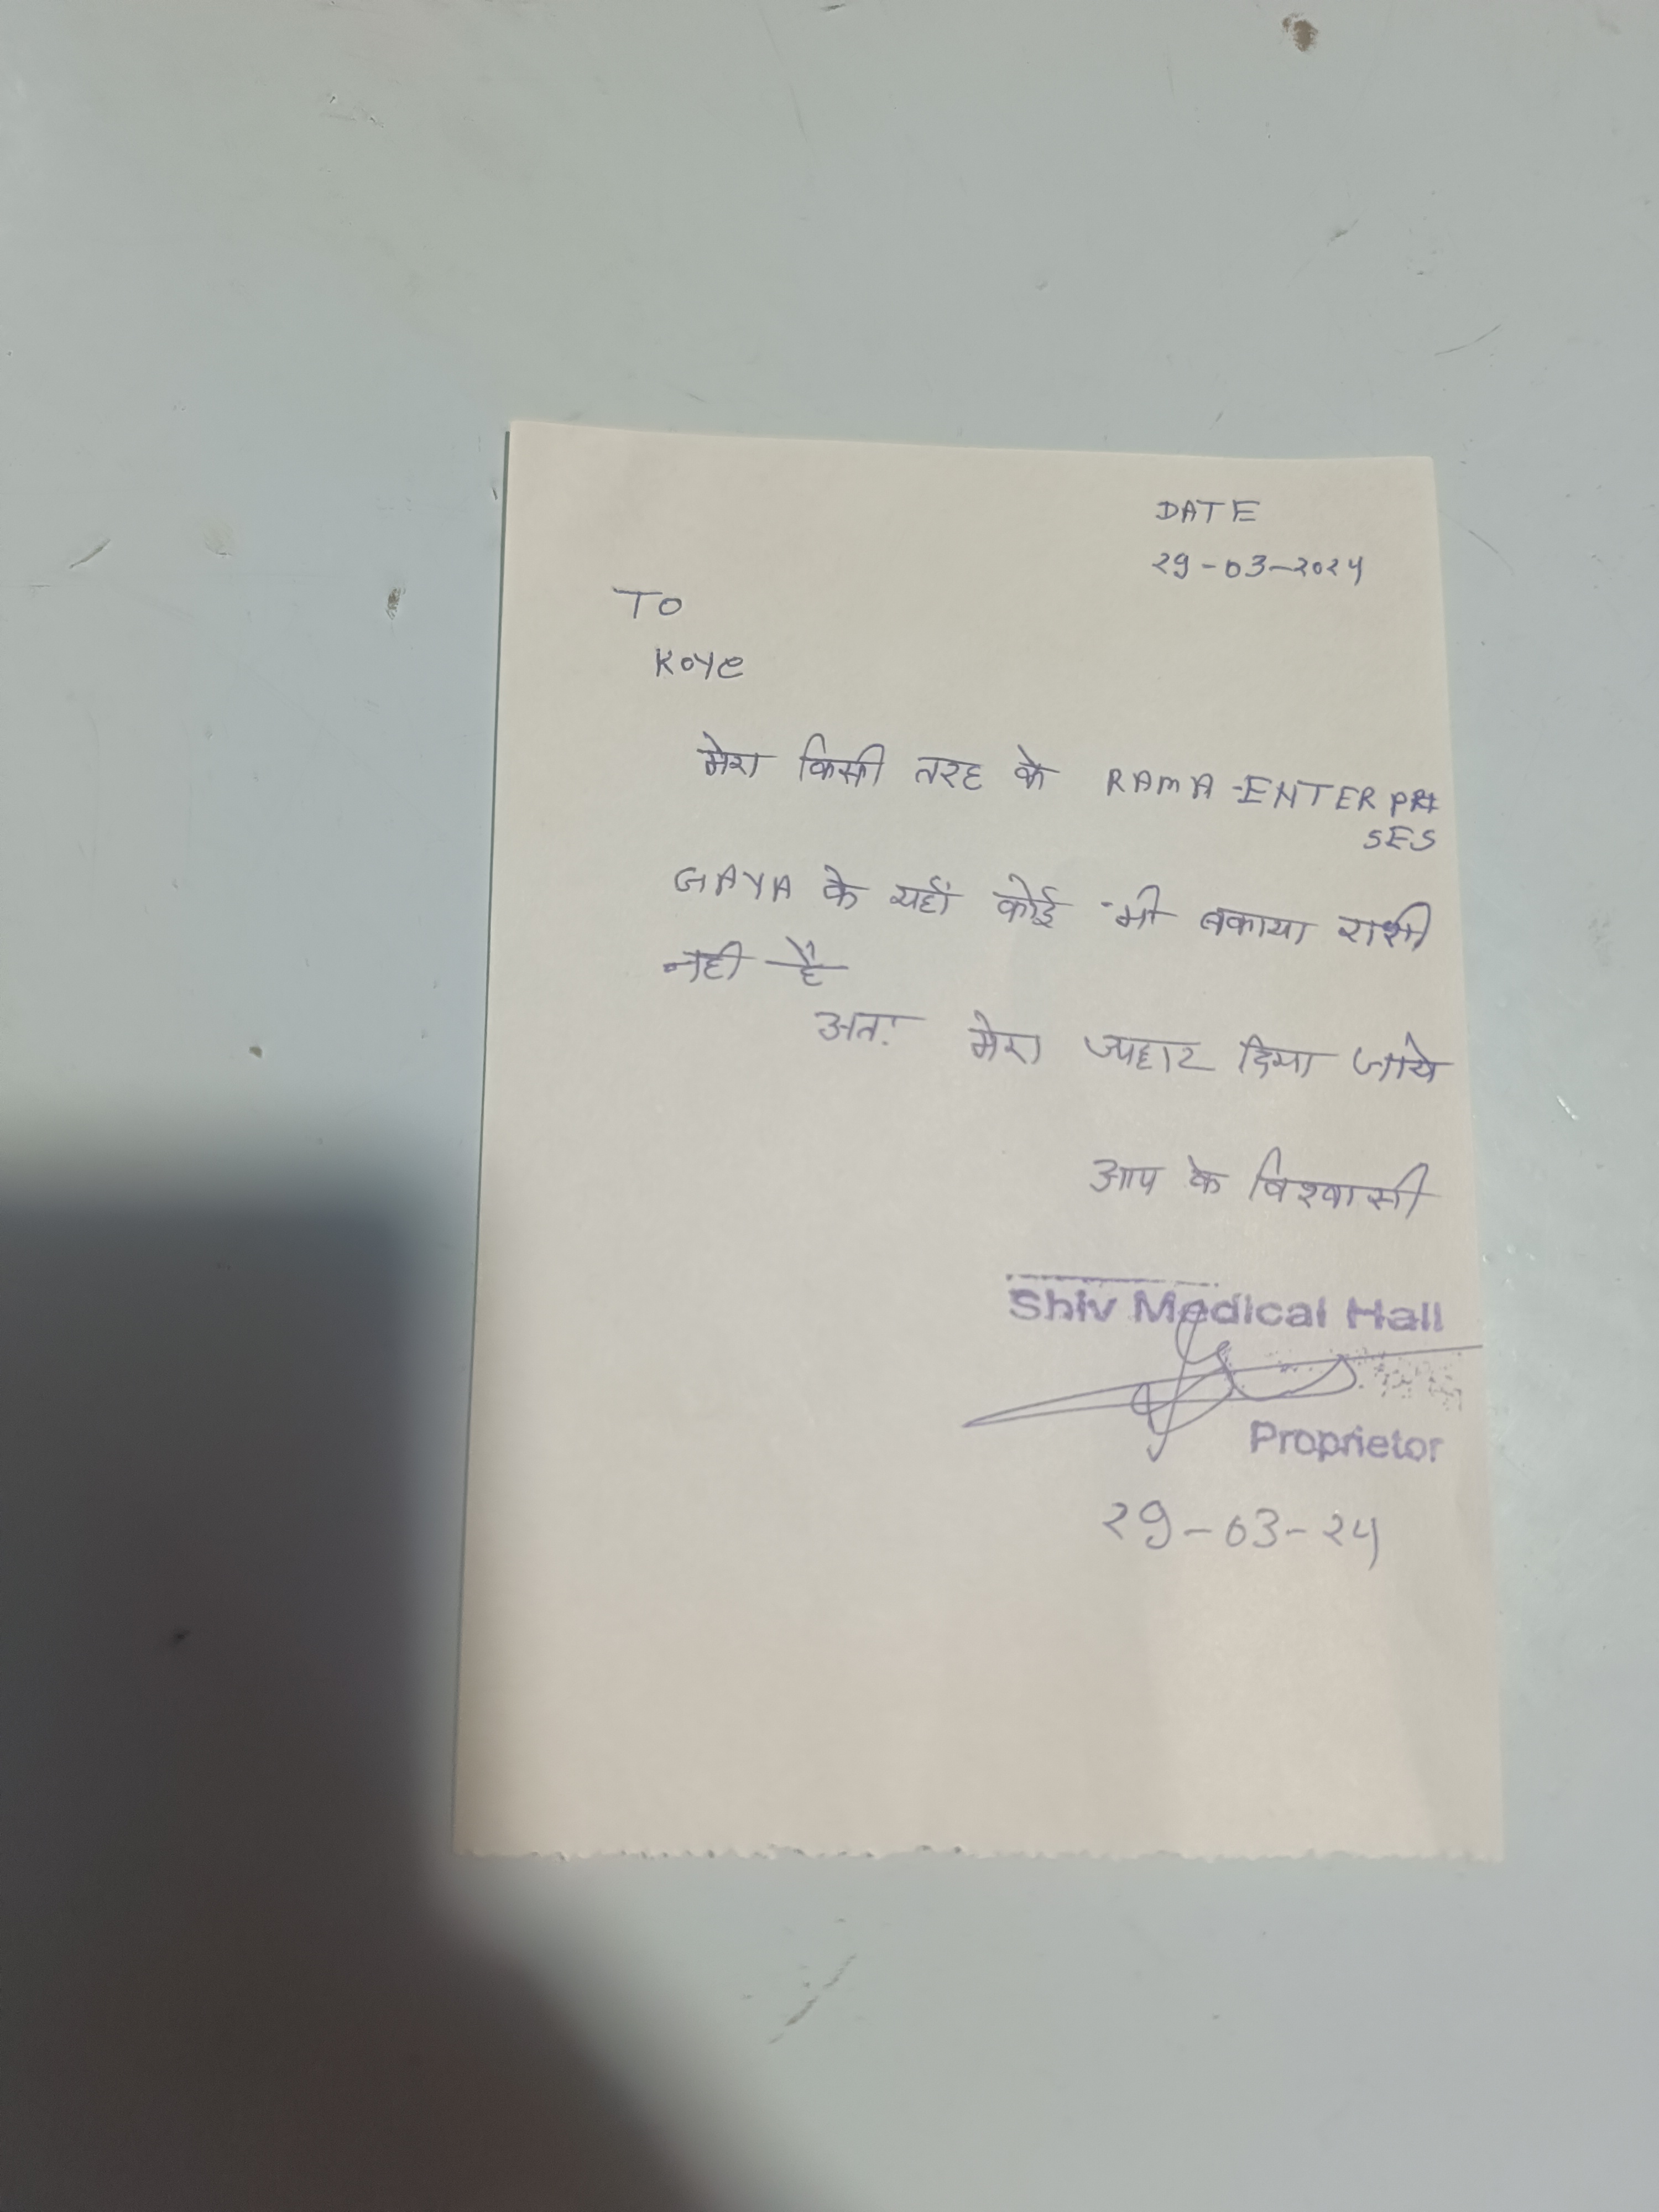 DATE
29-03-2024
TO
Koye
मेरा किसी तरह के RAMA-ENTERPRI
SES
GAYA के यहाँ कोई भी बकाया राशी
नही है
अतः मेरा उपहार दिया जाये
आप के विश्वासी
Shiv Medical Hall
Proprietor
29-03-24